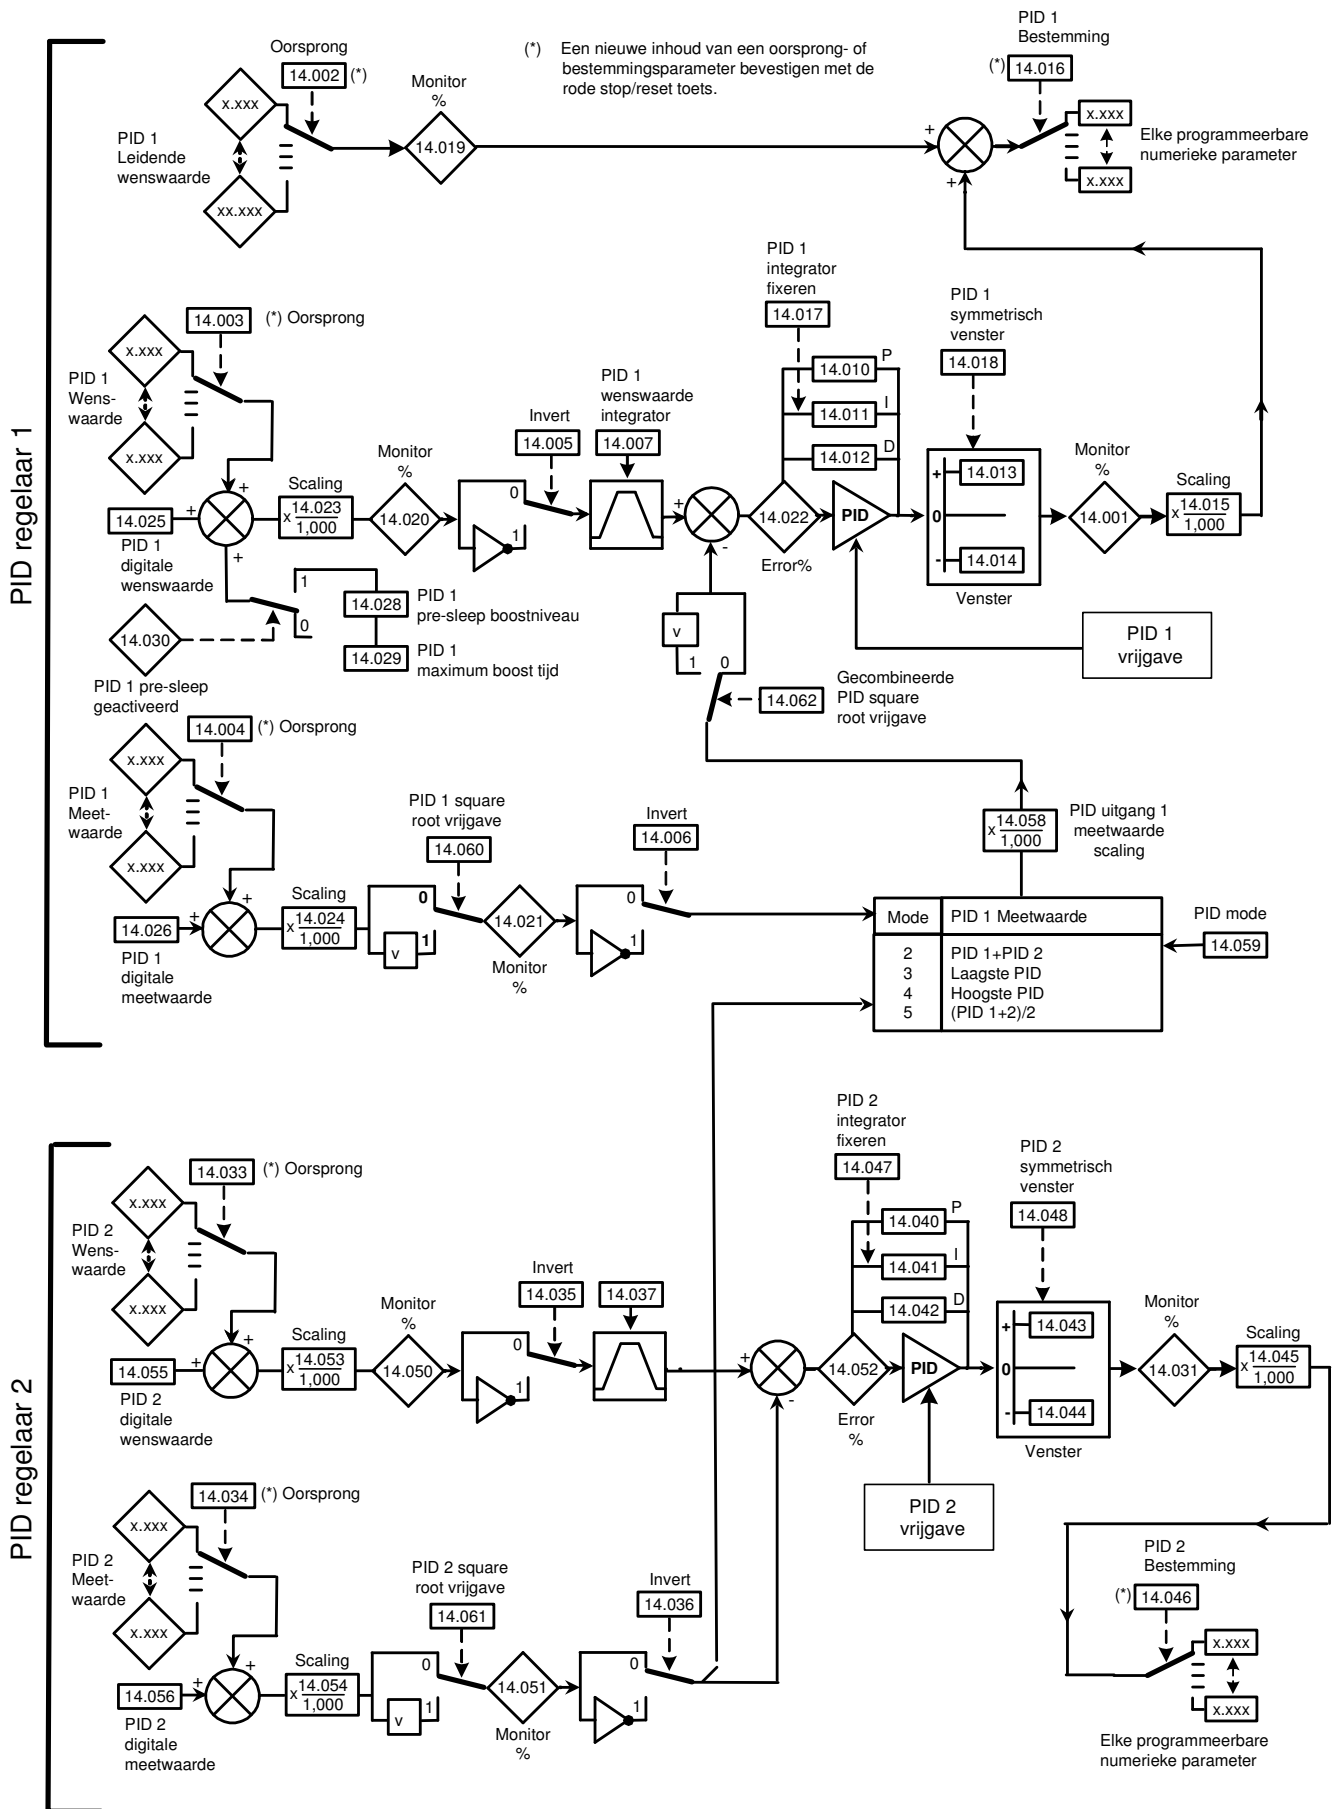 PID regelaar 1
Oorsprong
14.002 (*)
(*) Een nieuwe inhoud van een oorsprong- of
bestemmingsparameter bevestigen met de
rode stop/reset toets.
PID 1
Bestemming
(*) 14.016
x.xxx
Monitor
%
14.019
PID 1
Leidende
wenswaarde
xx.xxx
+
+
x.xxx
x.xxx
Elke programmeerbare
numerieke parameter
PID 1
integrator
fixeren
14.017
PID 1
symmetrisch
venster
14.018
14.003
(*) Oorsprong
x.xxx
PID 1
Wens-
waarde
x.xxx
P
14.010
I
14.011
D
14.012
PID 1
wenswaarde
integrator
14.007
Invert
14.005
Monitor
%
14.020
Scaling
x 14.023
1,000
+
+
+
14.025
PID 1
digitale
wenswaarde
0
1
+
-
14.022
Error%
PID
+
14.013
0
-
14.014
Venster
Monitor
%
14.001
Scaling
x 14.015
1,000
1
0
14.028
PID 1
pre-sleep boostniveau
14.029
PID 1
maximum boost tijd
14.030
PID 1 pre-sleep
geactiveerd
v
1
0
14.062
Gecombineerde
PID square
root vrijgave
PID 1
vrijgave
14.004
(*) Oorsprong
x.xxx
PID 1
Meet-
waarde
x.xxx
PID 1 square
root vrijgave
14.060
Invert
14.006
x 14.058
1,000
PID uitgang 1
meetwaarde
scaling
+
+
14.026
PID 1
digitale
meetwaarde
Scaling
x 14.024
1,000
0
v
1
14.021
Monitor
%
0
1
Mode PID 1 Meetwaarde
2 PID 1+PID 2
3 Laagste PID
4 Hoogste PID
5 (PID 1+2)/2
PID mode
14.059
PID regelaar 2
14.033
(*) Oorsprong
x.xxx
PID 2
Wens-
waarde
x.xxx
PID 2
integrator
fixeren
14.047
PID 2
symmetrisch
venster
14.048
P
14.040
I
14.041
D
14.042
Invert
14.035
14.037
Monitor
%
14.050
Scaling
x 14.053
1,000
+
+
14.055
PID 2
digitale
wenswaarde
0
1
+
-
14.052
Error
%
PID
+
14.043
0
-
14.044
Venster
Monitor
%
14.031
Scaling
x 14.045
1,000
PID 2
vrijgave
14.034
(*) Oorsprong
x.xxx
PID 2
Meet-
waarde
x.xxx
PID 2 square
root vrijgave
14.061
Invert
14.036
PID 2
Bestemming
(*) 14.046
x.xxx
x.xxx
Elke programmeerbare
numerieke parameter
+
+
14.056
PID 2
digitale
meetwaarde
Scaling
x 14.054
1,000
0
v
1
14.051
Monitor
%
0
1